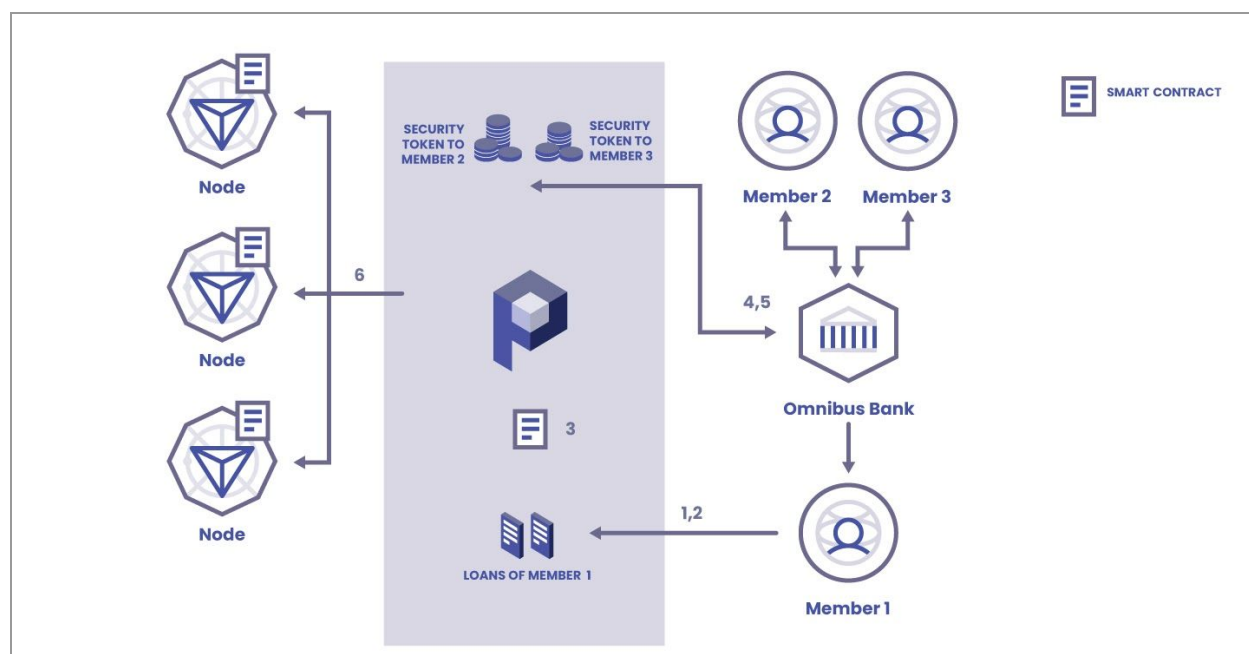 SMART CONTRACT
SECURITY
TOKEN TO
MEMBER 2
SECURITY
TOKEN TO
MEMBER 3
Node
Member 2
Member 3
6
4,5
Node
Omnibus Bank
3
1,2
Node
LOANS OF MEMBER 1
Member 1